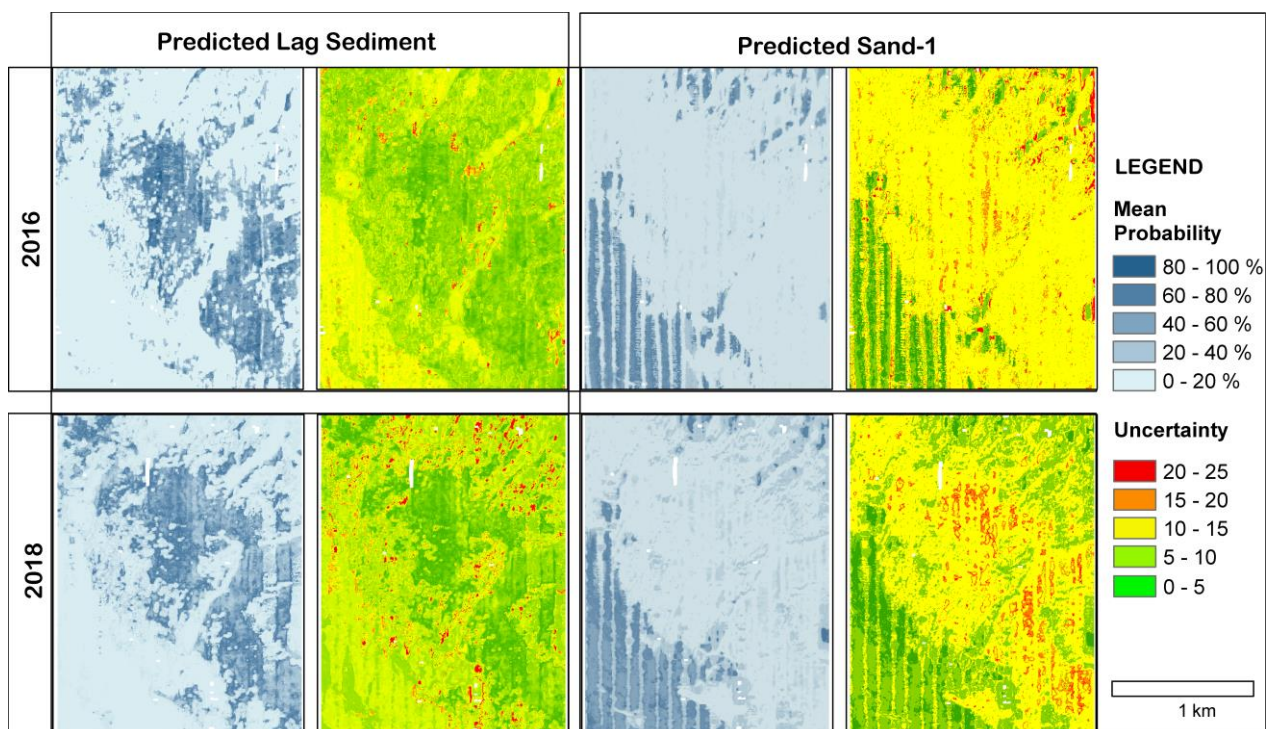 Predicted Lag Sediment
Predicted Sand-1
2016
2018
LEGEND
Mean
Probability
80 - 100 %
60 - 80 %
40 - 60 %
20 - 40 %
0 - 20 %
Uncertainty
20 - 25
15 - 20
10 - 15
5 - 10
0 - 5
1 km